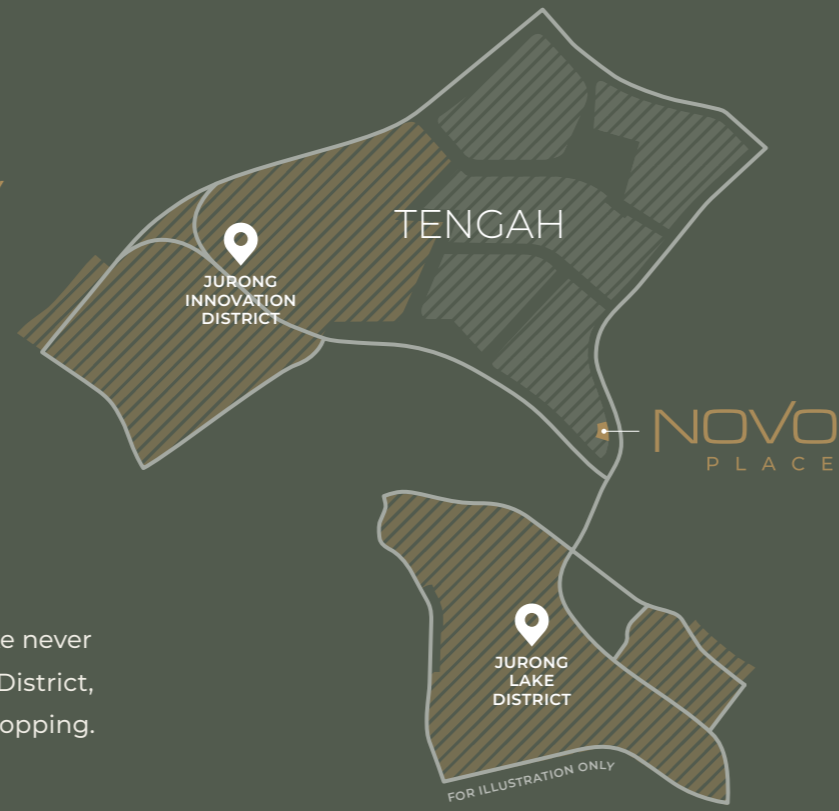 TENGAH
JURONG
INNOVATION
DISTRICT
NOVO
PLACE
e never
District,
opping.
JURONG
LAKE
DISTRICT
FOR ILLUSTRATION ONLY